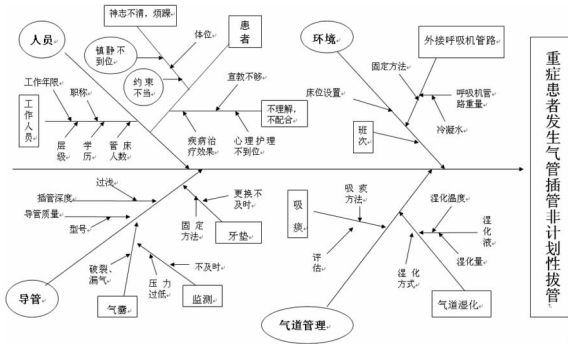 神志不清，烦躁
患者
人员
镇静不到位
体位
环境
外接呼吸机管路
固定方法
工作年限
职称
约束不当
宣教不够
床位设置
呼吸机管路重量
工作人员
不理解，不配合
冷凝水
层级
学历
管床人数
疾病治疗效果
心理护理不到位
班次
重症患者发生气管插管非计划性拔管
过浅
更换不及时
吸痰方法
插管深度
湿化温度
导管质量
型号
固定方法
牙垫
吸痰
湿化液
评估
湿化量
破裂、漏气
压力过低
不及时
湿化方式
导管
气囊
监测
气道湿化
气道管理